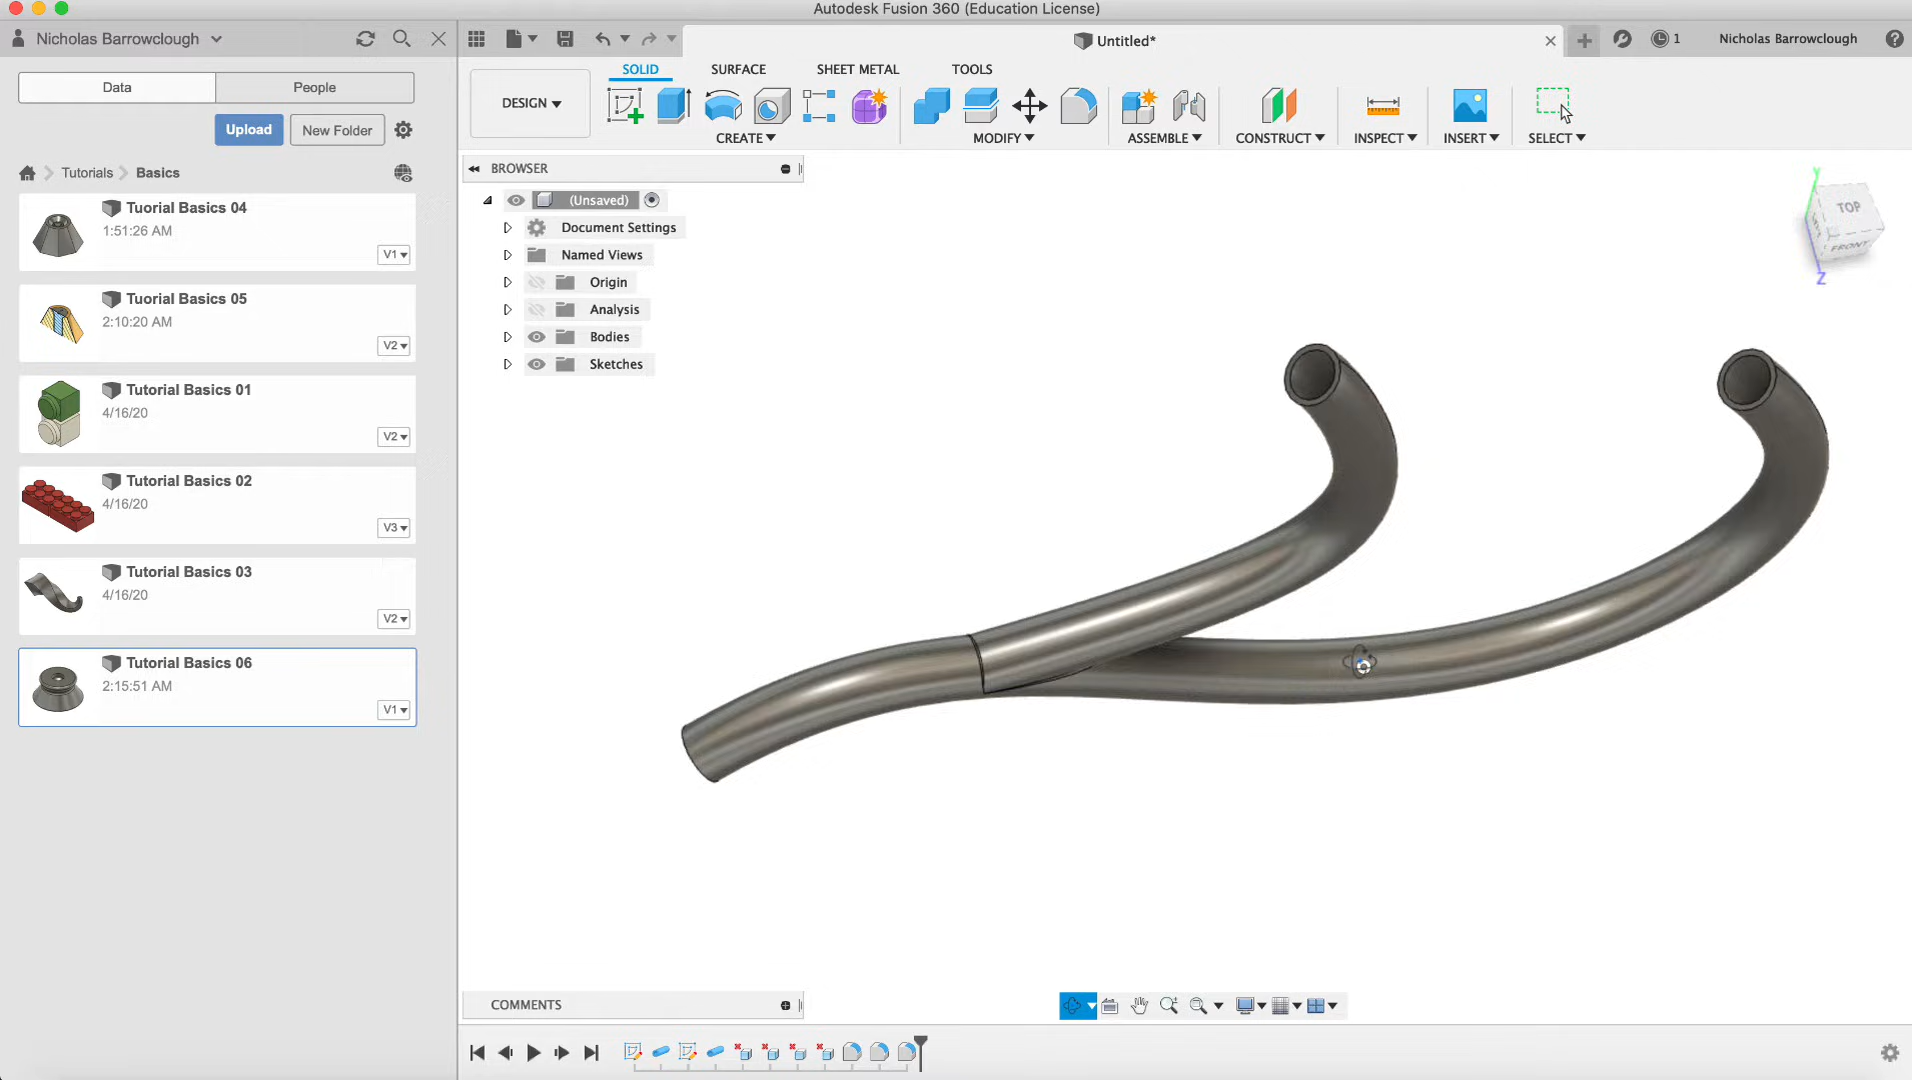 Autodesk Fusion 360 (Education License)
Nicholas Barrowclough
Untitled*
1
Nicholas Barrowclough
Data
People
Upload
New Folder
Tutorials
Basics
Tuorial Basics 04
1:51:26 AM
V1
Tuorial Basics 05
2:10:20 AM
V2
Tutorial Basics 01
4/16/20
V2
Tutorial Basics 02
4/16/20
V3
Tutorial Basics 03
4/16/20
V2
Tutorial Basics 06
2:15:51 AM
V1
DESIGN
SOLID
SURFACE
SHEET METAL
TOOLS
CREATE
MODIFY
ASSEMBLE
CONSTRUCT
INSPECT
INSERT
SELECT
BROWSER
(Unsaved)
Document Settings
Named Views
Origin
Analysis
Bodies
Sketches
Y
TOP
FRONT
Z
COMMENTS